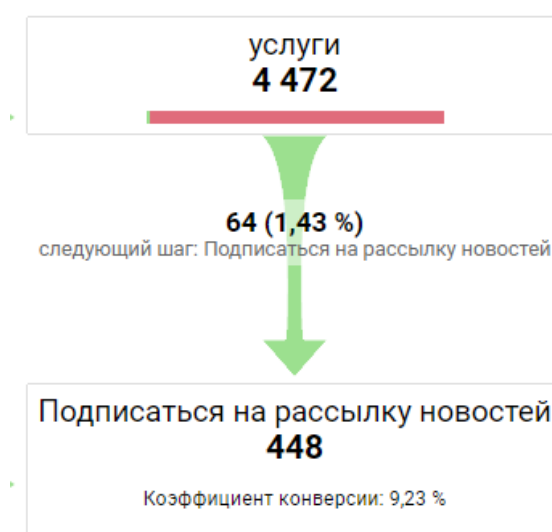 услуги
4 472
64 (1,43 %)
следующий шаг: Подписаться на рассылку новостей
Подписаться на рассылку новостей
448
Коэффициент конверсии: 9,23 %